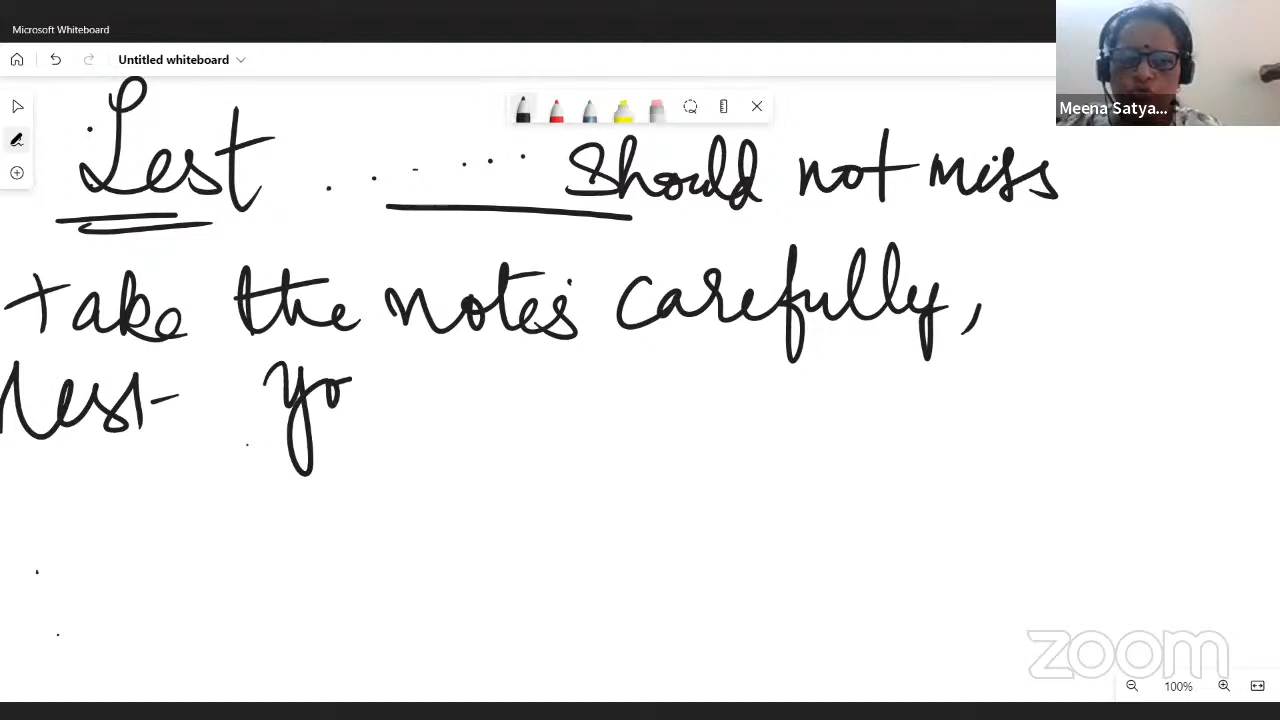 Microsoft Whiteboard
Untitled whiteboard
Meena Satya...
Lest ...... Should not miss
take the notes carefully,
lest yo
zoom
100%